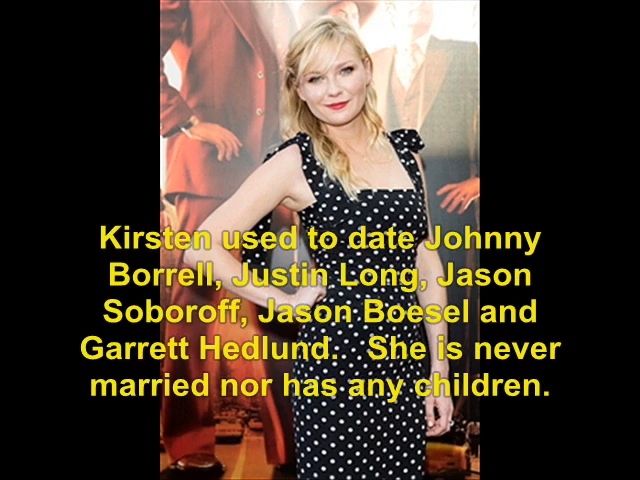 Kirsten used to date Johnny
Borrell, Justin Long, Jason
Soboroff, Jason Boesel and
Garrett Hedlund.   She is never
married nor has any children.